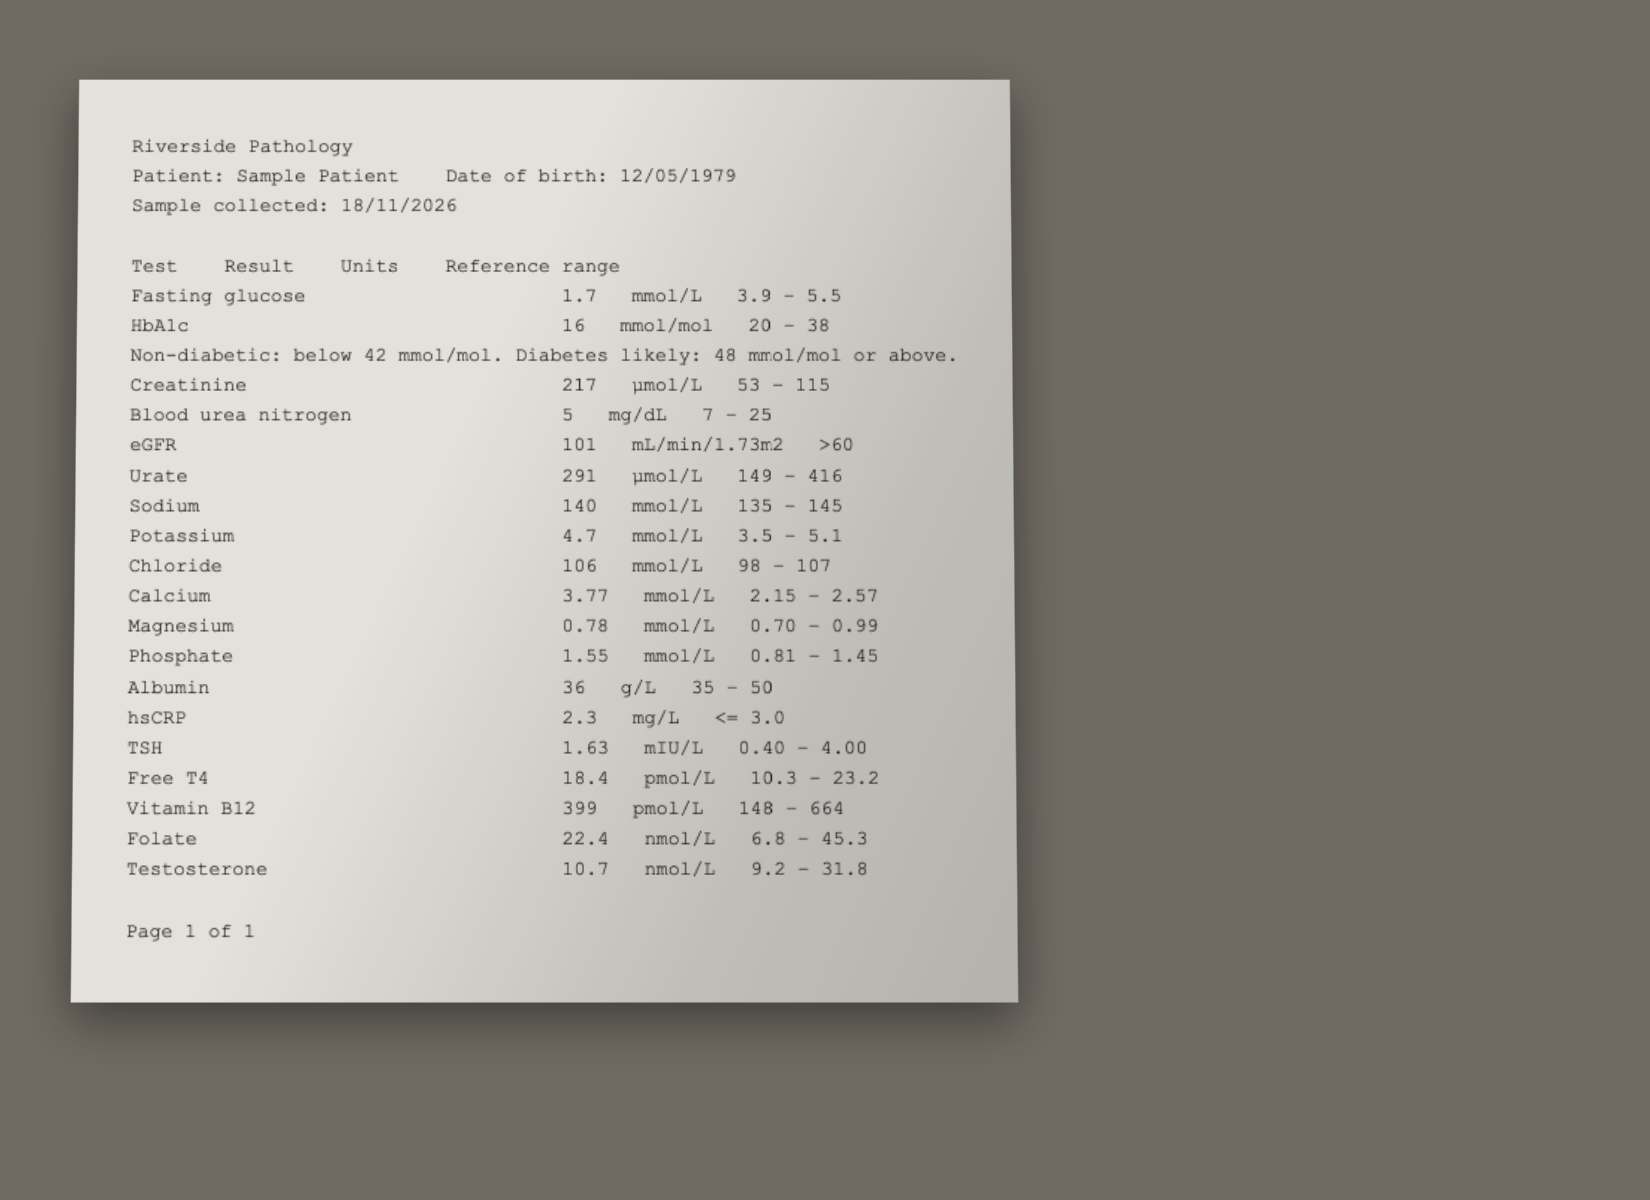 Riverside Pathology
Patient: Sample Patient    Date of birth: 12/05/1979
Sample collected: 18/11/2026
Test    Result    Units    Reference range
Fasting glucose    1.7   mmol/L   3.9 – 5.5
HbA1c    16   mmol/mol   20 – 38
Non-diabetic: below 42 mmol/mol. Diabetes likely: 48 mmol/mol or above.
Creatinine    217   µmol/L   53 – 115
Blood urea nitrogen    5   mg/dL   7 – 25
eGFR    101   mL/min/1.73m2   >60
Urate    291   µmol/L   149 – 416
Sodium    140   mmol/L   135 – 145
Potassium    4.7   mmol/L   3.5 – 5.1
Chloride    106   mmol/L   98 – 107
Calcium    3.77   mmol/L   2.15 – 2.57
Magnesium    0.78   mmol/L   0.70 – 0.99
Phosphate    1.55   mmol/L   0.81 – 1.45
Albumin    36   g/L   35 – 50
hsCRP    2.3   mg/L   <= 3.0
TSH    1.63   mIU/L   0.40 – 4.00
Free T4    18.4   pmol/L   10.3 – 23.2
Vitamin B12    399   pmol/L   148 – 664
Folate    22.4   nmol/L   6.8 – 45.3
Testosterone    10.7   nmol/L   9.2 – 31.8
Page 1 of 1